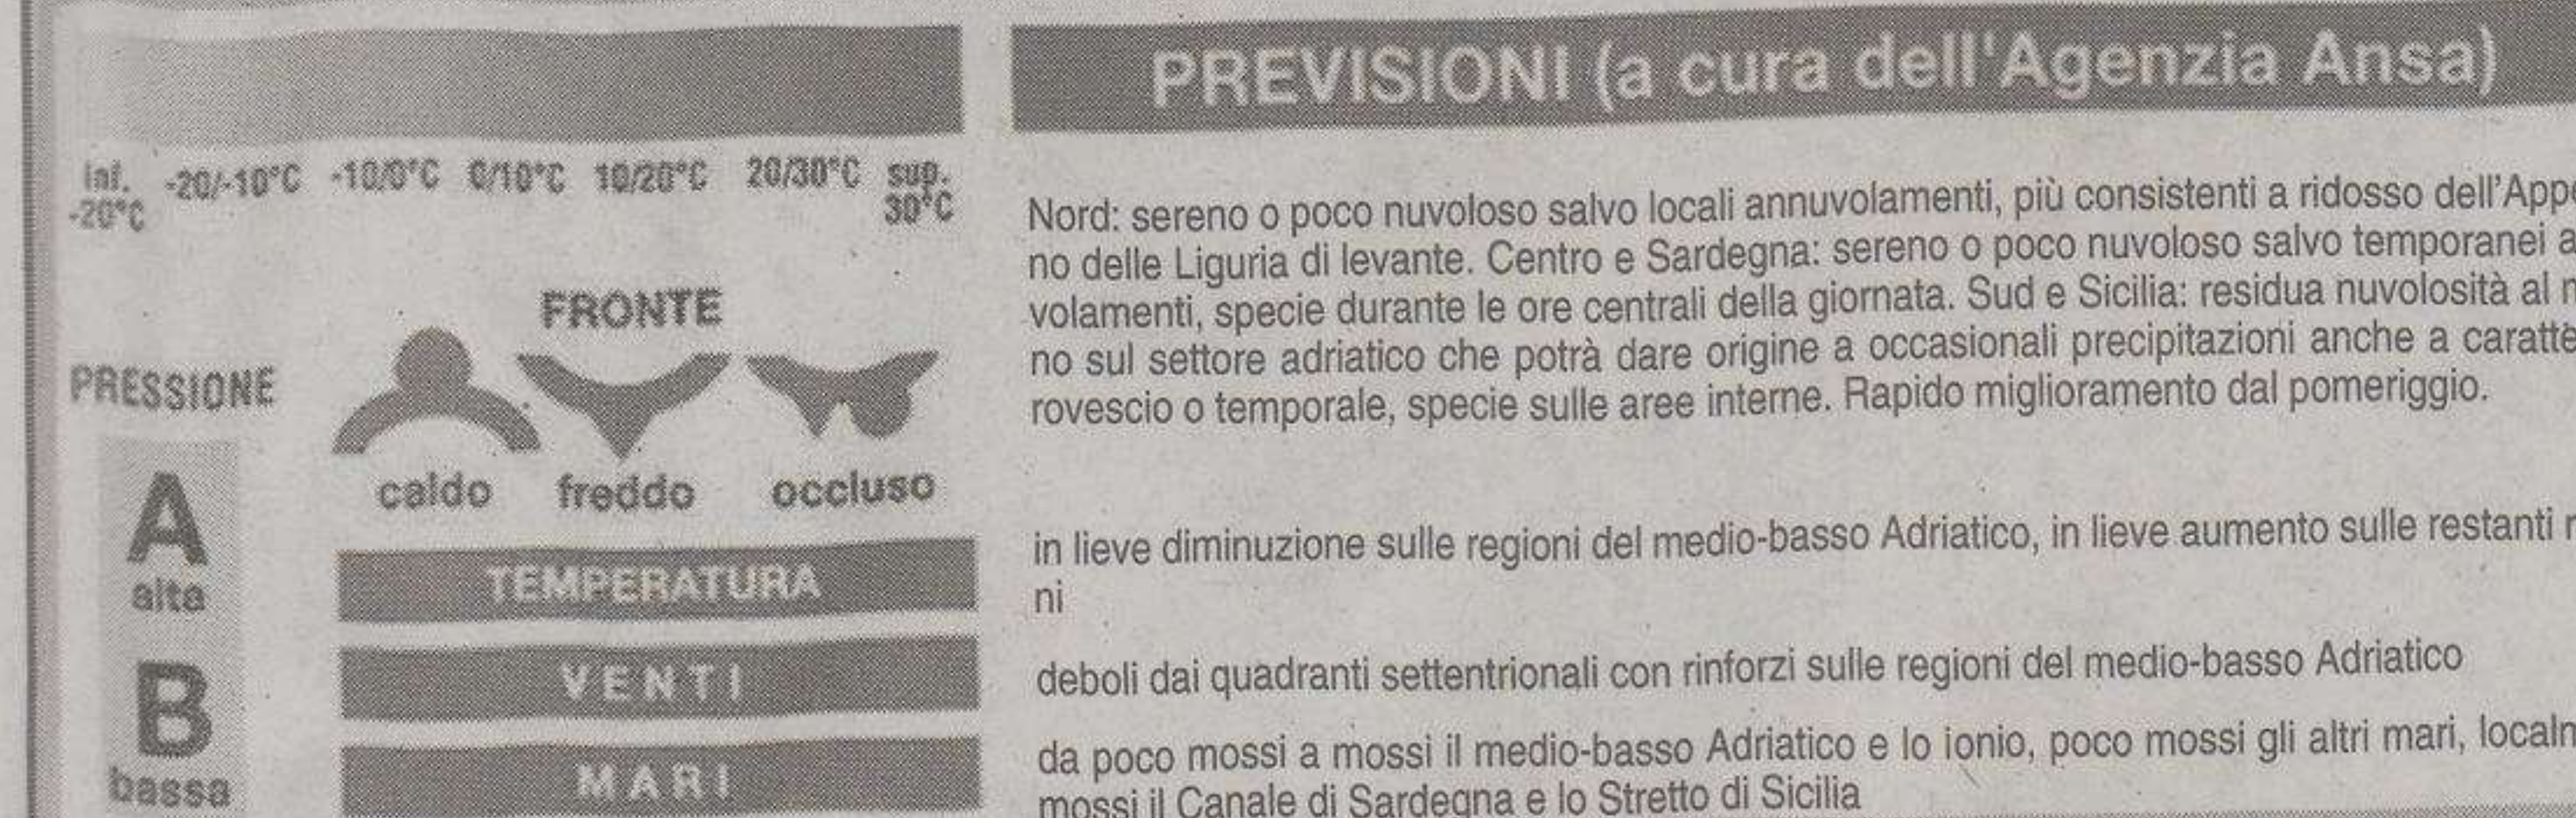 PREVISIONI (a cura dell'Agenzia Ansa)
inf. -20°C
-20/-10°C
-10/0°C
0/10°C
10/20°C
20/30°C
sup. 30°C
FRONTE
caldo
freddo
occluso
PRESSIONE
A
alta
B
bassa
Nord: sereno o poco nuvoloso salvo locali annuvolamenti, più consistenti a ridosso dell'Appe
no delle Liguria di levante. Centro e Sardegna: sereno o poco nuvoloso salvo temporanei a
volamenti, specie durante le ore centrali della giornata. Sud e Sicilia: residua nuvolosità al
no sul settore adriatico che potrà dare origine a occasionali precipitazioni anche a caratte
rovescio o temporale, specie sulle aree interne. Rapido miglioramento dal pomeriggio.
TEMPERATURA
in lieve diminuzione sulle regioni del medio-basso Adriatico, in lieve aumento sulle restanti
ni
VENTI
deboli dai quadranti settentrionali con rinforzi sulle regioni del medio-basso Adriatico
MARI
da poco mossi a mossi il medio-basso Adriatico e lo ionio, poco mossi gli altri mari, localm
mossi il Canale di Sardegna e lo Stretto di Sicilia